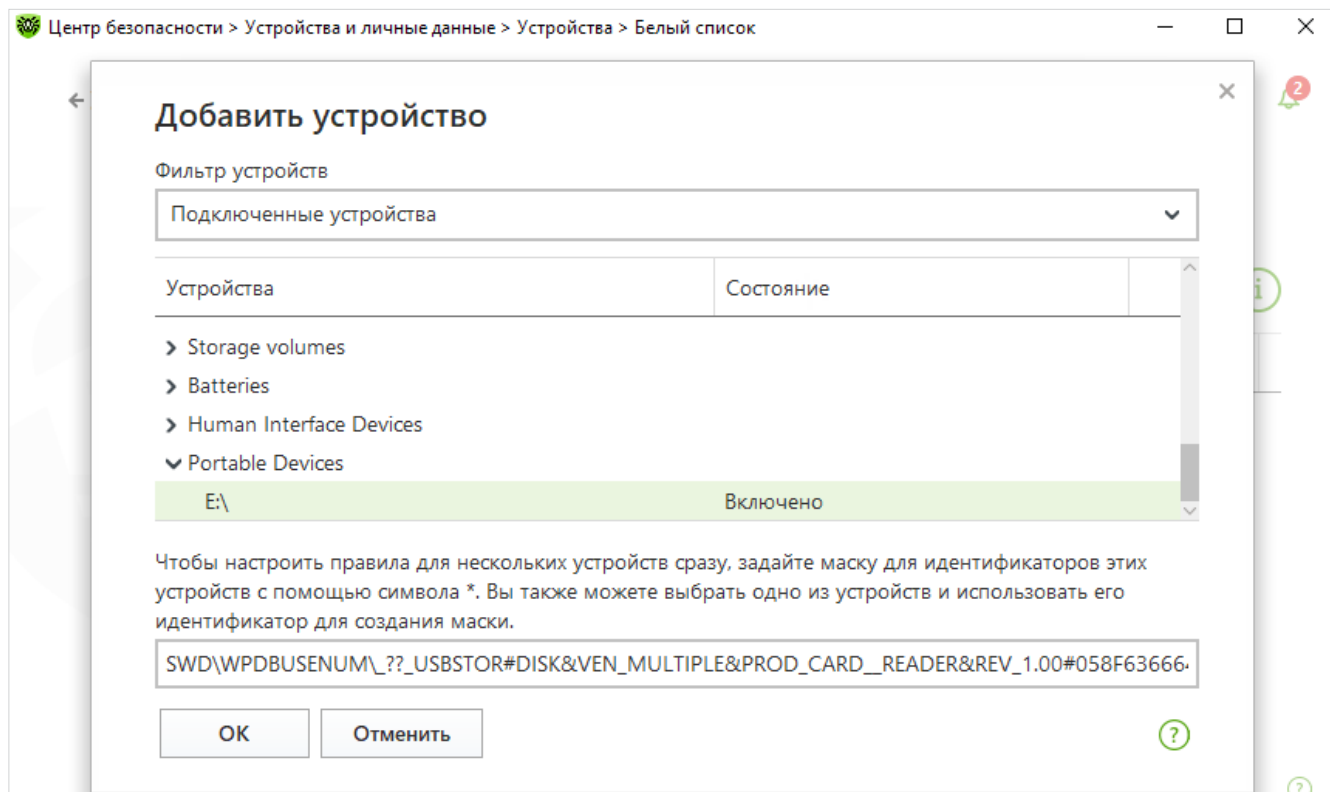 Центр безопасности > Устройства и личные данные > Устройства > Белый список
2
Добавить устройство
Фильтр устройств
Подключенные устройства
Устройства Состояние
i
Storage volumes
Batteries
Human Interface Devices
Portable Devices
E:\ Включено
Чтобы настроить правила для нескольких устройств сразу, задайте маску для идентификаторов этих
устройств с помощью символа *. Вы также можете выбрать одно из устройств и использовать его
идентификатор для создания маски.
SWD\WPDBUSENUM\_??_USBSTOR#DISK&VEN_MULTIPLE&PROD_CARD__READER&REV_1.00#058F63666
ОК Отменить ?
?